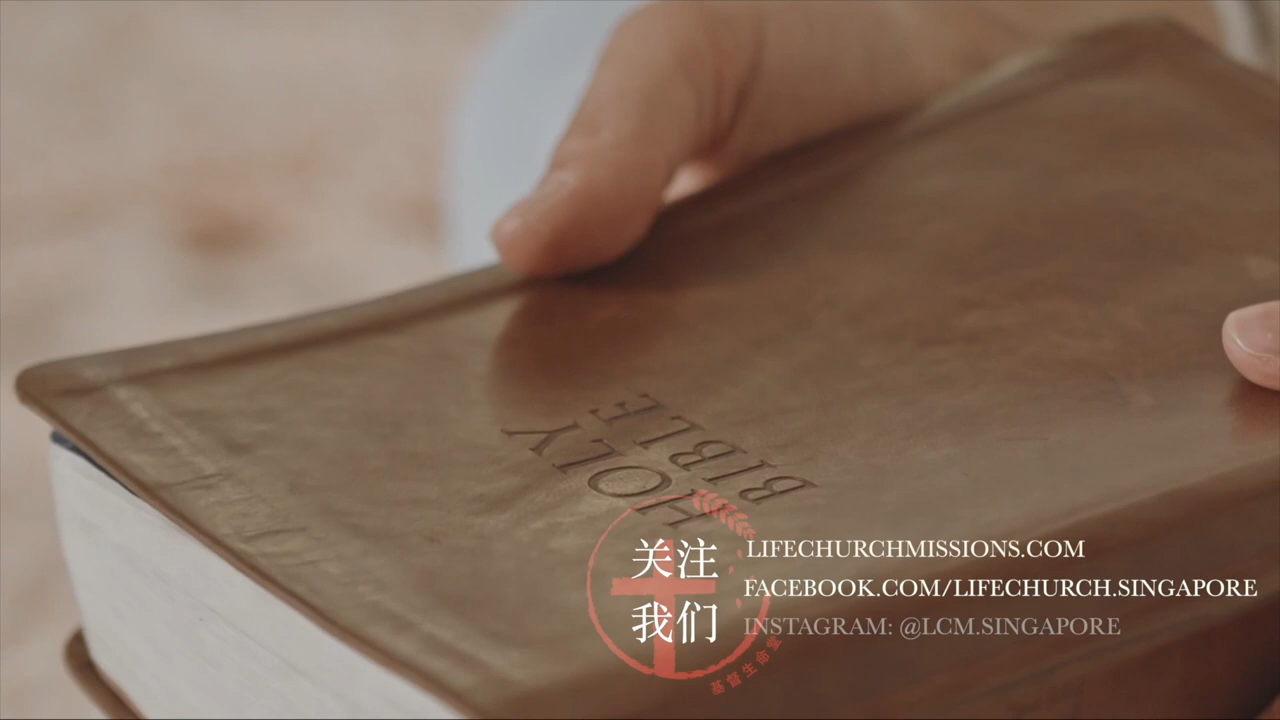 HOLY
BIBLE
关注
我们
LIFECHURCHMISSIONS.COM
FACEBOOK.COM/LIFECHURCH.SINGAPORE
INSTAGRAM: @LCM.SINGAPORE
基督生命堂